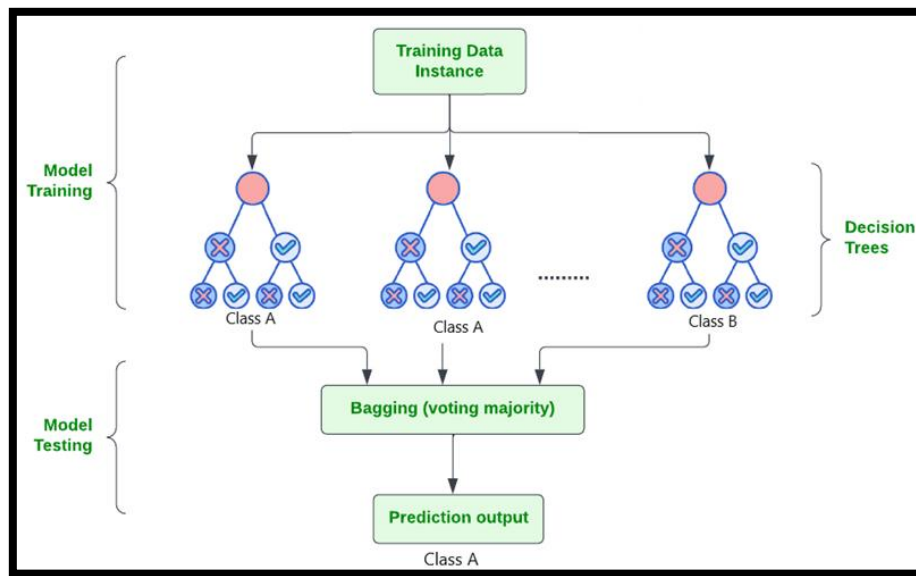 Training Data
Instance
Model
Training
Decision
Trees
.........
Class A
Class A
Class B
Bagging (voting majority)
Model
Testing
Prediction output
Class A